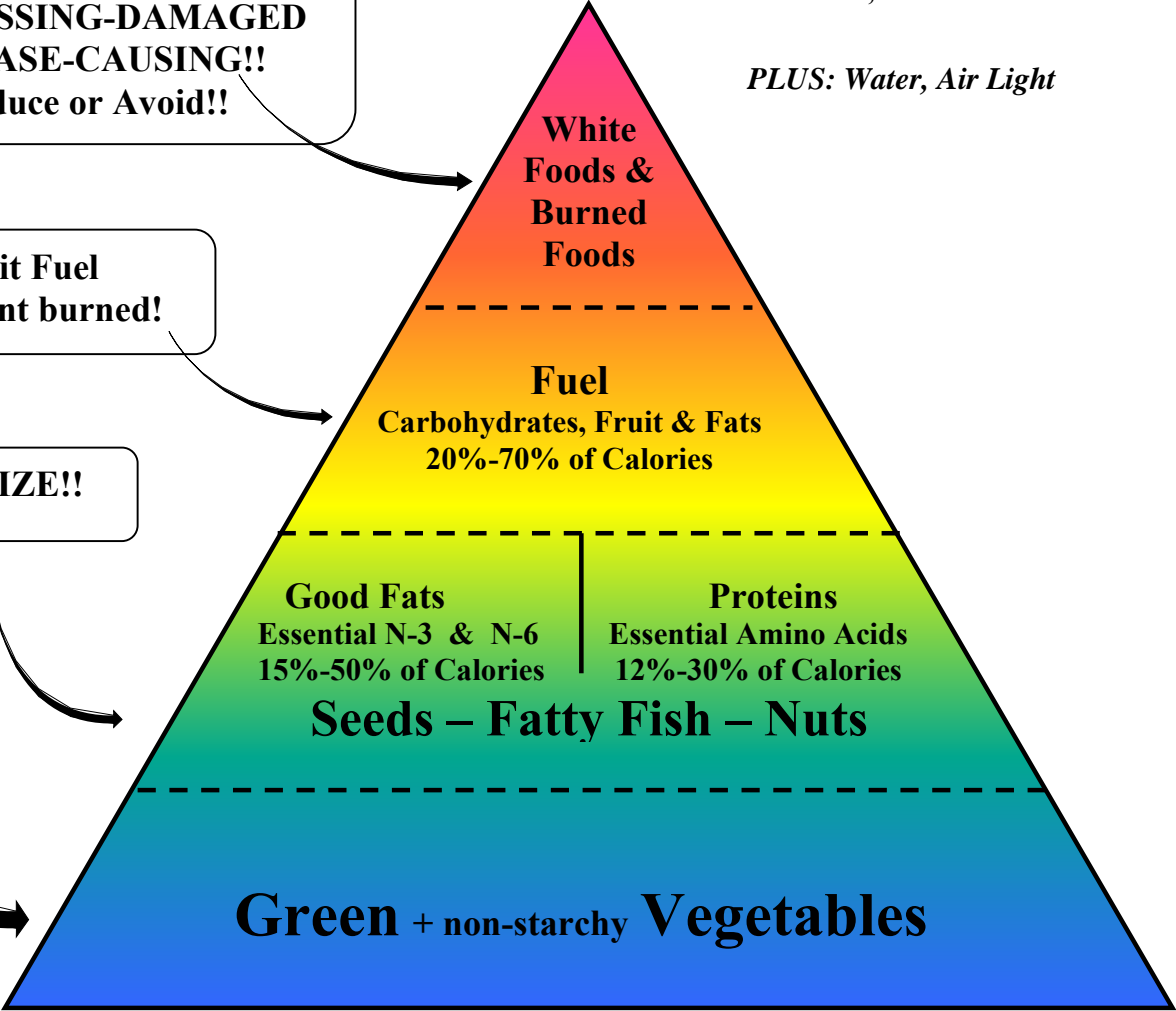 SSING-DAMAGED
ASE-CAUSING!!
duce or Avoid!!
PLUS: Water, Air Light
White
Foods &
Burned
Foods
it Fuel
nt burned!
Fuel
Carbohydrates, Fruit & Fats
20%-70% of Calories
IZE!!
Good Fats
Essential N-3 & N-6
15%-50% of Calories
Proteins
Essential Amino Acids
12%-30% of Calories
Seeds – Fatty Fish – Nuts
Green + non-starchy Vegetables